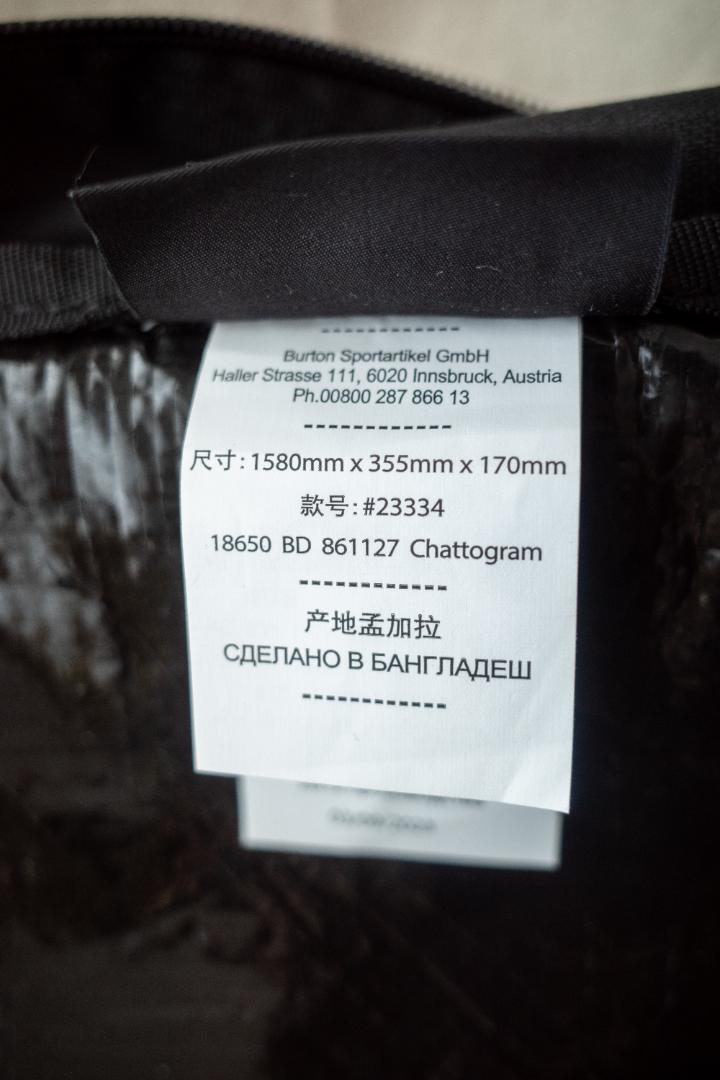 ------------
Burton Sportartikel GmbH
Haller Strasse 111, 6020 Innsbruck, Austria
Ph.00800 287 866 13
------------
尺寸: 1580mm x 355mm x 170mm
款号: #23334
18650 BD 861127 Chattogram
------------
产地孟加拉
СДЕЛАНО В БАНГЛАДЕШ
------------